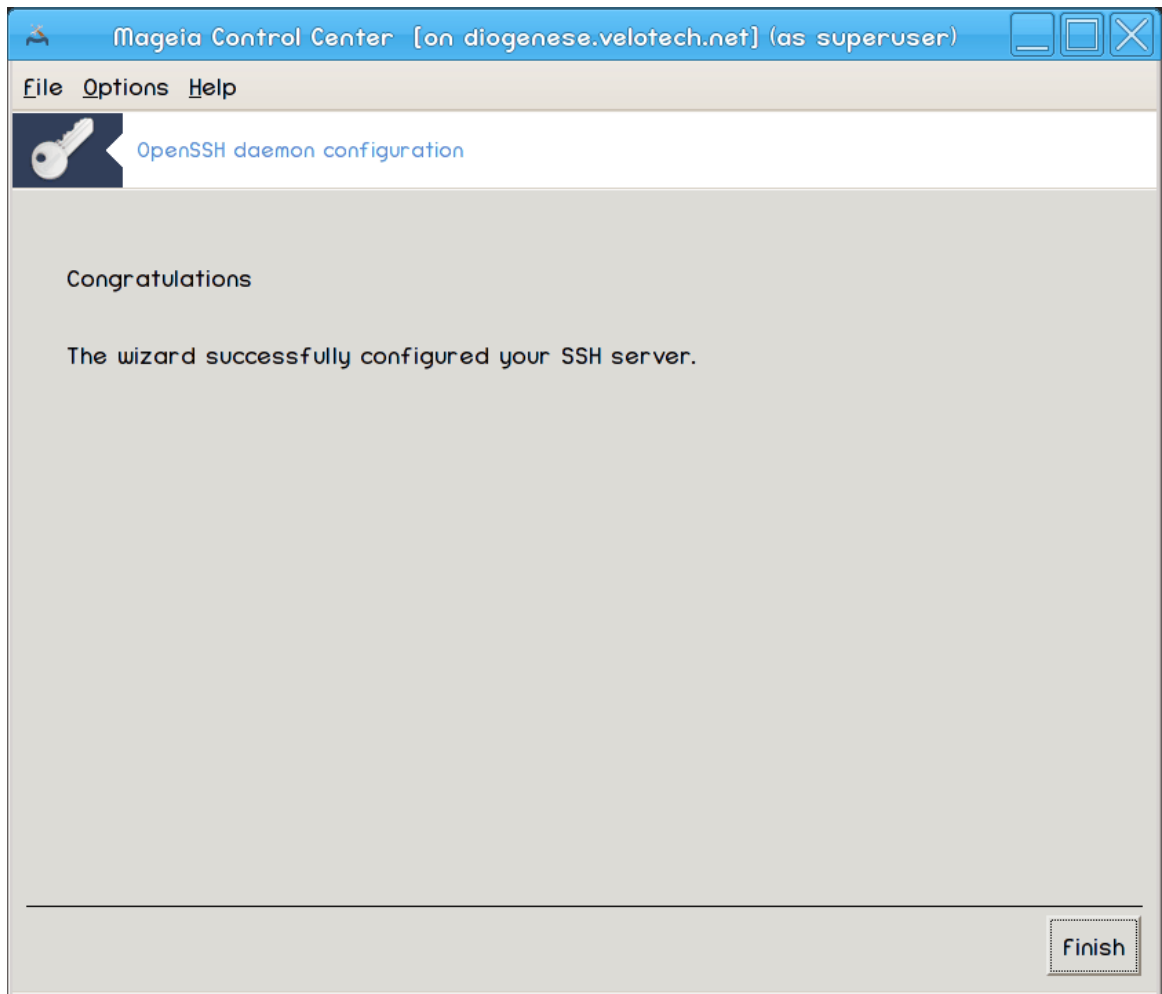 Mageia Control Center [on diogenese.velotech.net] (as superuser)
File Options Help
OpenSSH daemon configuration
Congratulations
The wizard successfully configured your SSH server.
Finish